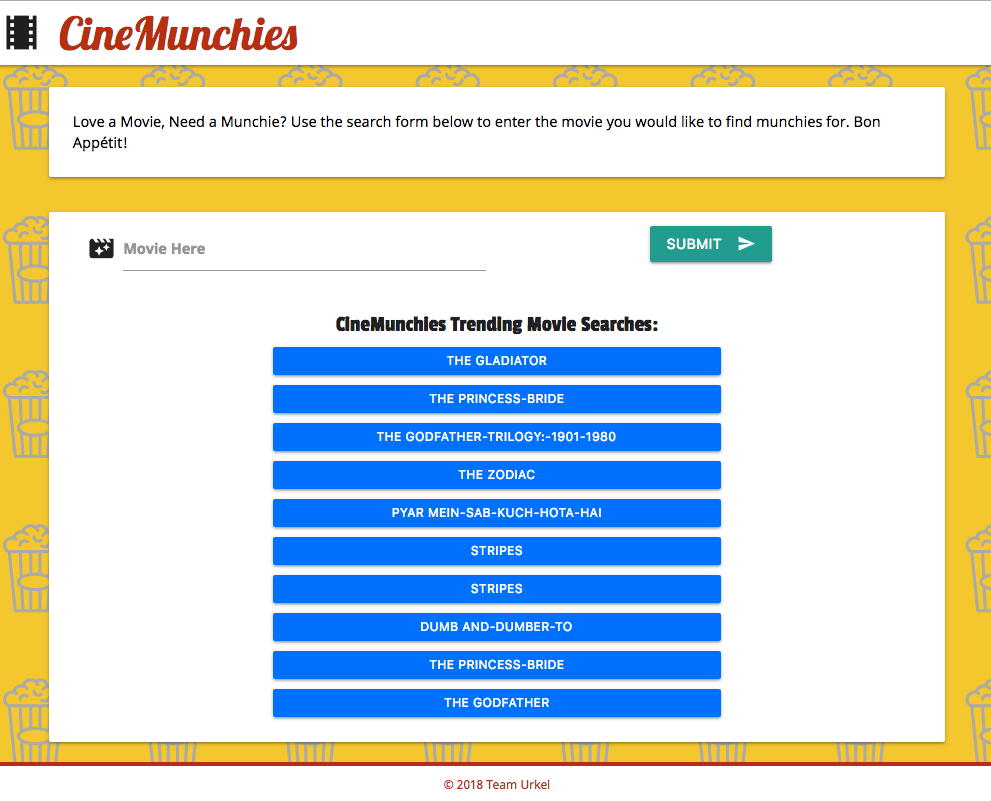 CineMunchies
Love a Movie, Need a Munchie? Use the search form below to enter the movie you would like to find munchies for. Bon
Appétit!
Movie Here
SUBMIT
CineMunchies Trending Movie Searches:
THE GLADIATOR
THE PRINCESS-BRIDE
THE GODFATHER-TRILOGY:-1901-1980
THE ZODIAC
PYAR MEIN-SAB-KUCH-HOTA-HAI
STRIPES
STRIPES
DUMB AND-DUMBER-TO
THE PRINCESS-BRIDE
THE GODFATHER
© 2018 Team Urkel